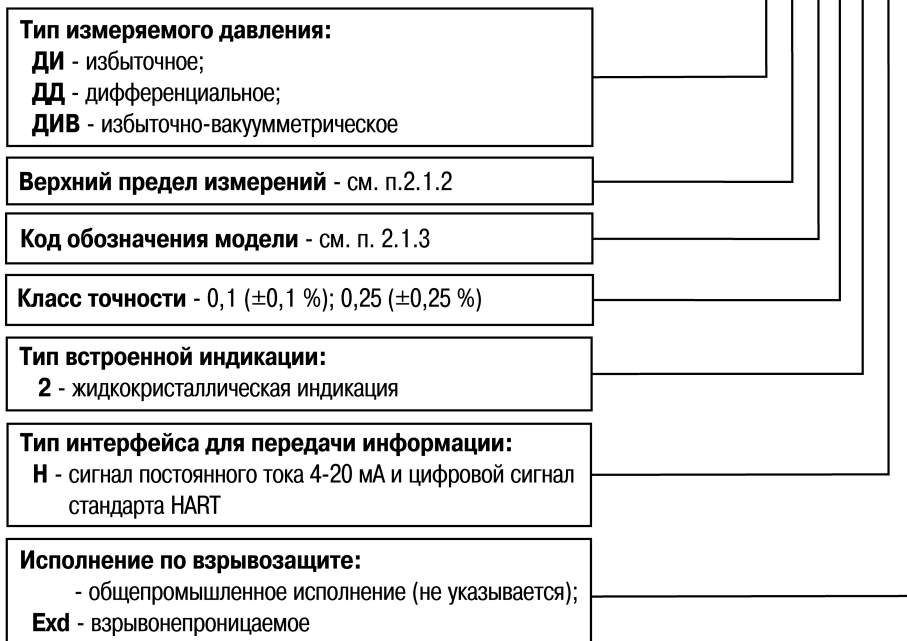 Тип измеряемого давления:
ДИ - избыточное;
ДД - дифференциальное;
ДИВ - избыточно-вакуумметрическое
Верхний предел измерений - см. п.2.1.2
Код обозначения модели - см. п. 2.1.3
Класс точности - 0,1 (±0,1 %); 0,25 (±0,25 %)
Тип встроенной индикации:
2 - жидкокристаллическая индикация
Тип интерфейса для передачи информации:
Н - сигнал постоянного тока 4-20 мА и цифровой сигнал
стандарта HART
Исполнение по взрывозащите:
- общепромышленное исполнение (не указывается);
Exd - взрывонепроницаемое